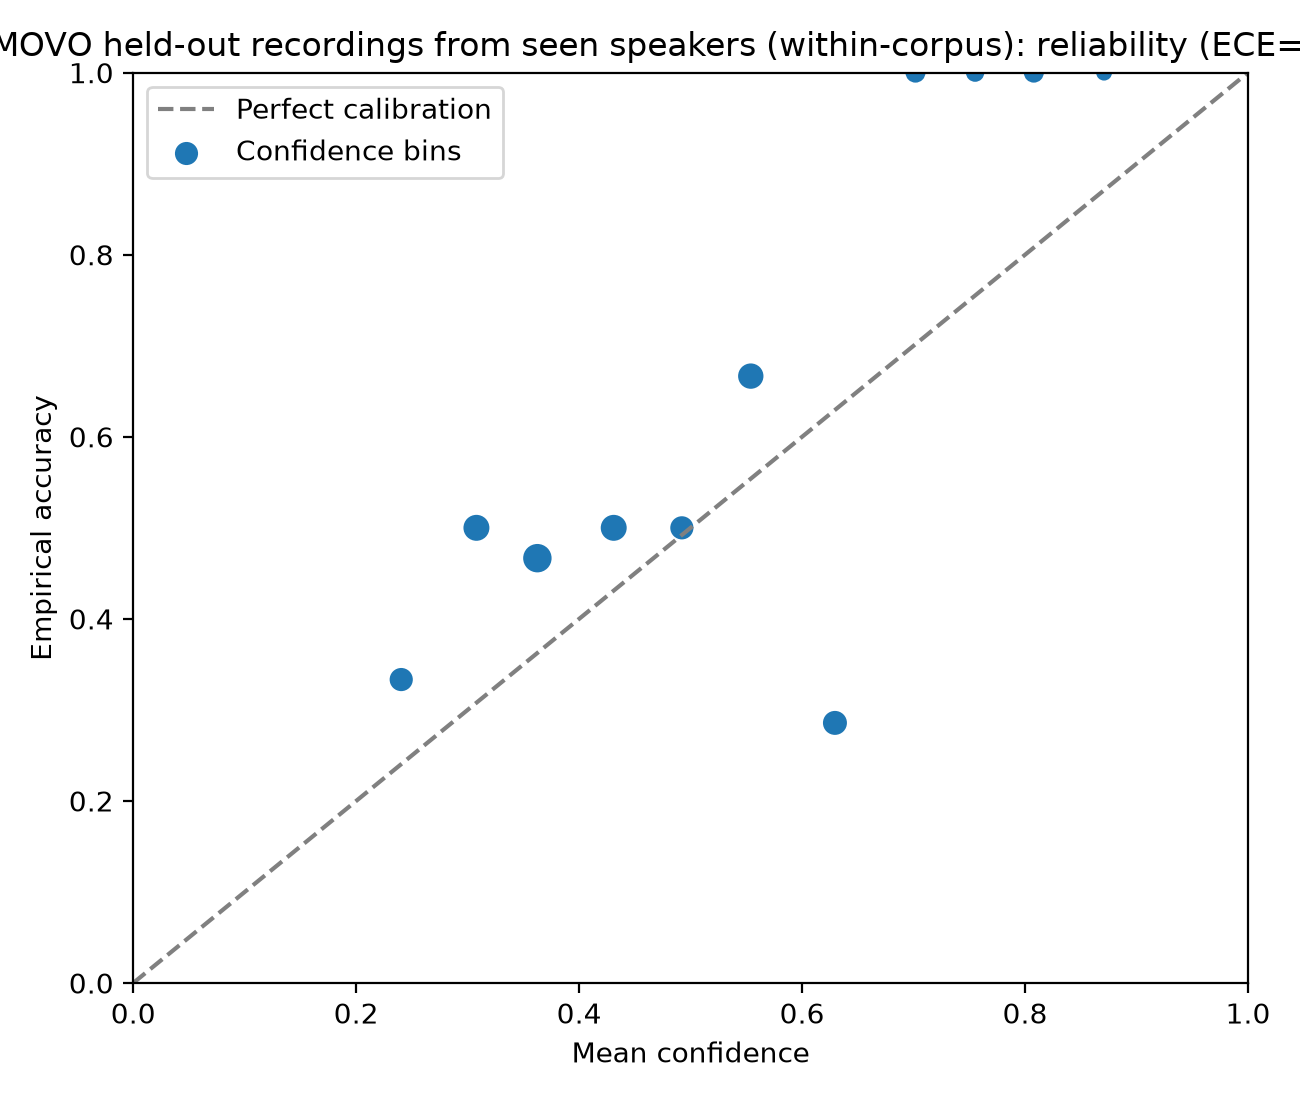 MOVO held-out recordings from seen speakers (within-corpus): reliability (ECE=
Perfect calibration
Confidence bins
1.0
0.8
0.6
0.4
0.2
0.0
Empirical accuracy
0.0 0.2 0.4 0.6 0.8 1.0
Mean confidence